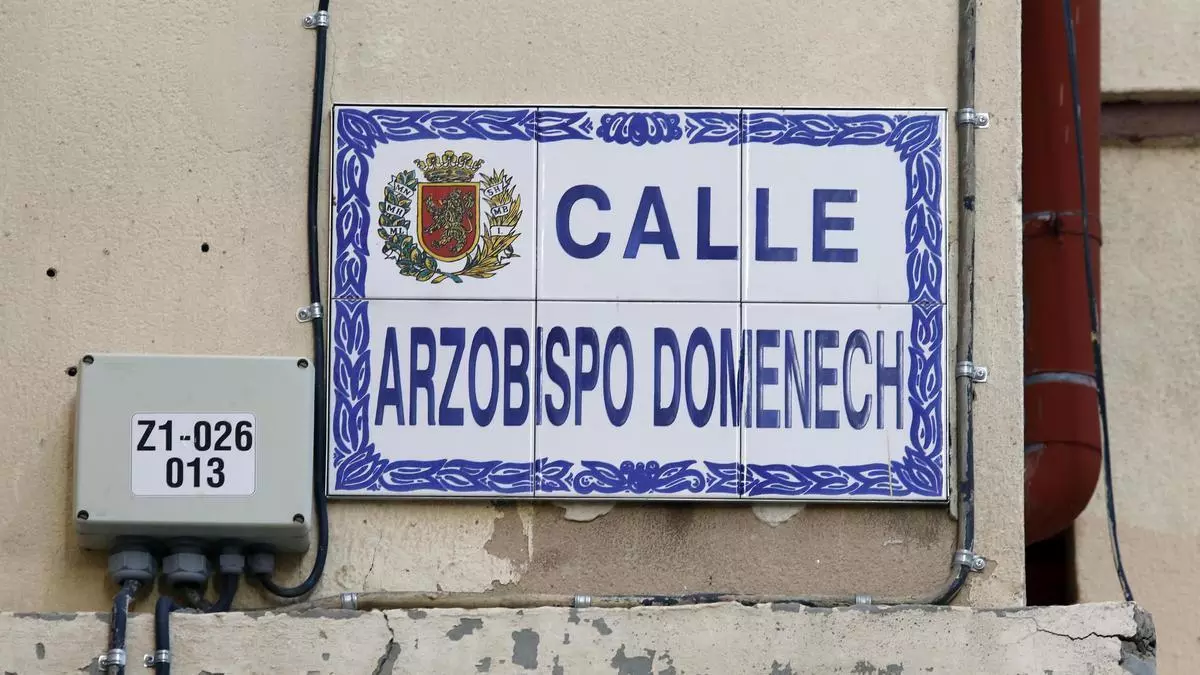 CALLE
ARZOBISPO DOMENECH
Z1-026
013